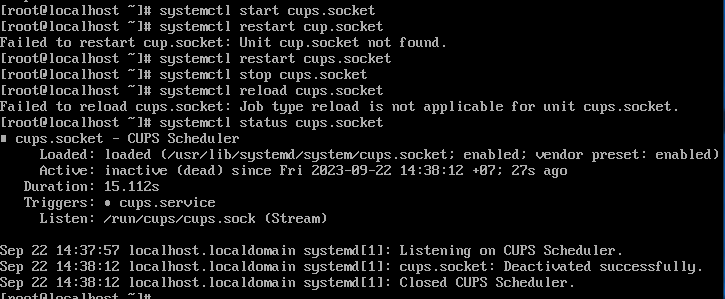 [root@localhost ~]# systemctl start cups.socket
[root@localhost ~]# systemctl restart cups.socket
Failed to restart cup.socket: Unit cup.socket not found.
[root@localhost ~]# systemctl restart cups.socket
[root@localhost ~]# systemctl stop cups.socket
[root@localhost ~]# systemctl reload cups.socket
Failed to reload cups.socket: Job type reload is not applicable for unit cups.socket.
[root@localhost ~]# systemctl status cups.socket
■ cups.socket - CUPS Scheduler
Loaded: loaded (/usr/lib/systemd/system/cups.socket; enabled; vendor preset: enabled)
Active: inactive (dead) since Fri 2023-09-22 14:38:12 +07; 27s ago
Duration: 15.112s
Triggers: ● cups.service
Listen: /run/cups/cups.sock (Stream)
Sep 22 14:37:57 localhost.localdomain systemd[1]: Listening on CUPS Scheduler.
Sep 22 14:38:12 localhost.localdomain systemd[1]: cups.socket: Deactivated successfully.
Sep 22 14:38:12 localhost.localdomain systemd[1]: Closed CUPS Scheduler.
[root@localhost ~]#